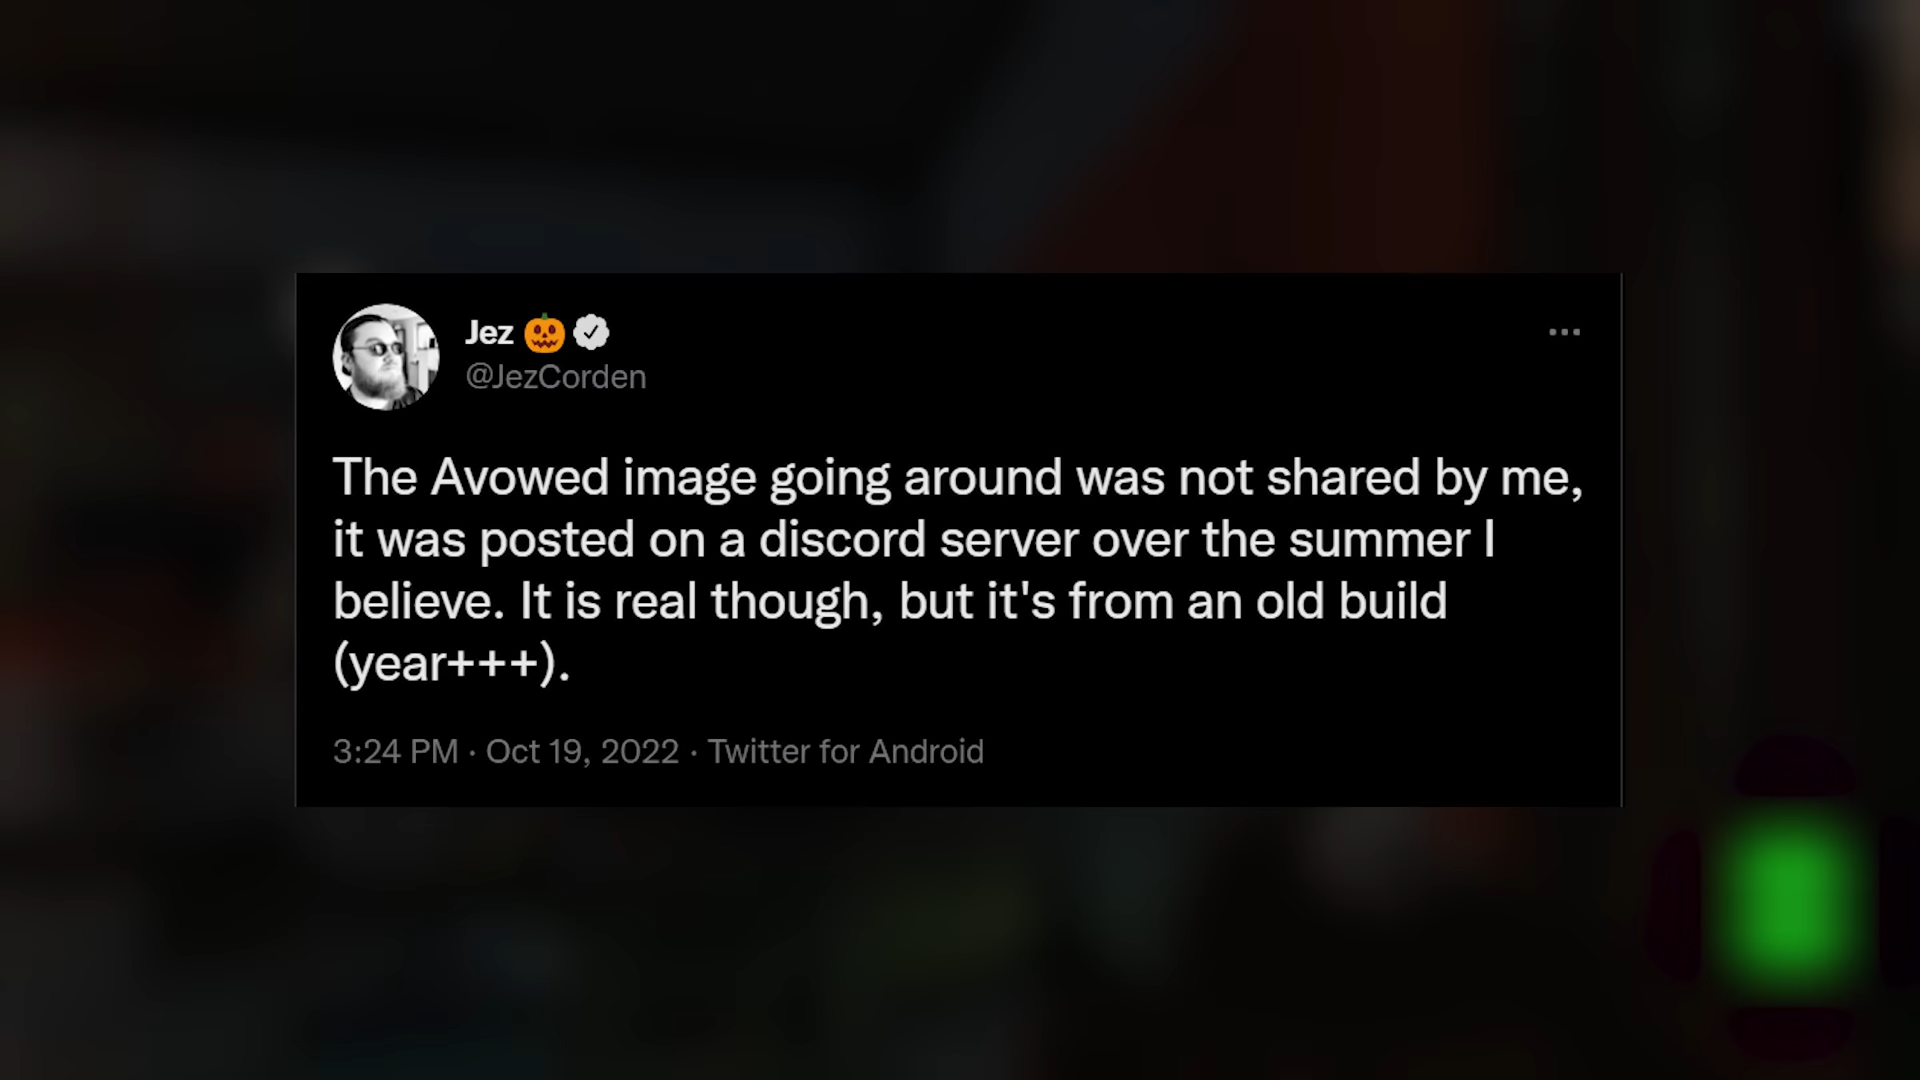 Jez 🎃
@JezCorden
The Avowed image going around was not shared by me,
it was posted on a discord server over the summer I
believe. It is real though, but it's from an old build
(year+++).
3:24 PM · Oct 19, 2022 · Twitter for Android